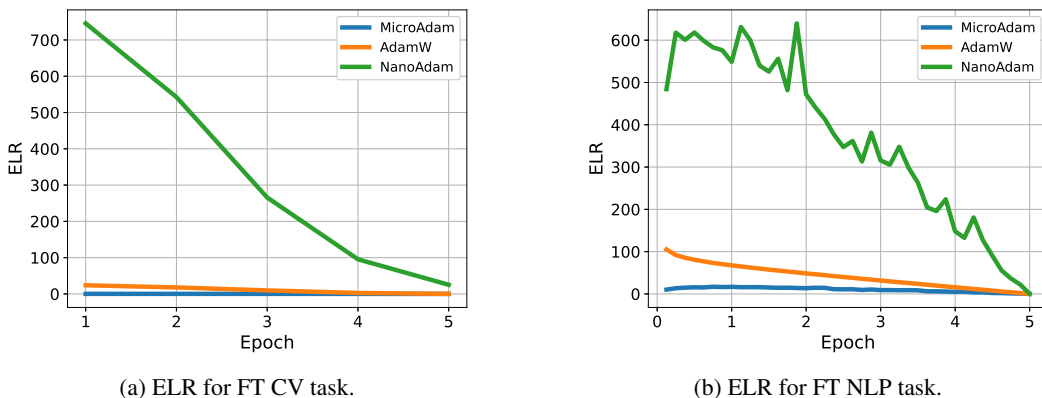 700
600
500
400
300
200
100
0
ELR
1
2
3
4
5
Epoch
MicroAdam
AdamW
NanoAdam
(a) ELR for FT CV task.
600
500
400
300
200
100
0
ELR
0
1
2
3
4
5
Epoch
MicroAdam
AdamW
NanoAdam
(b) ELR for FT NLP task.